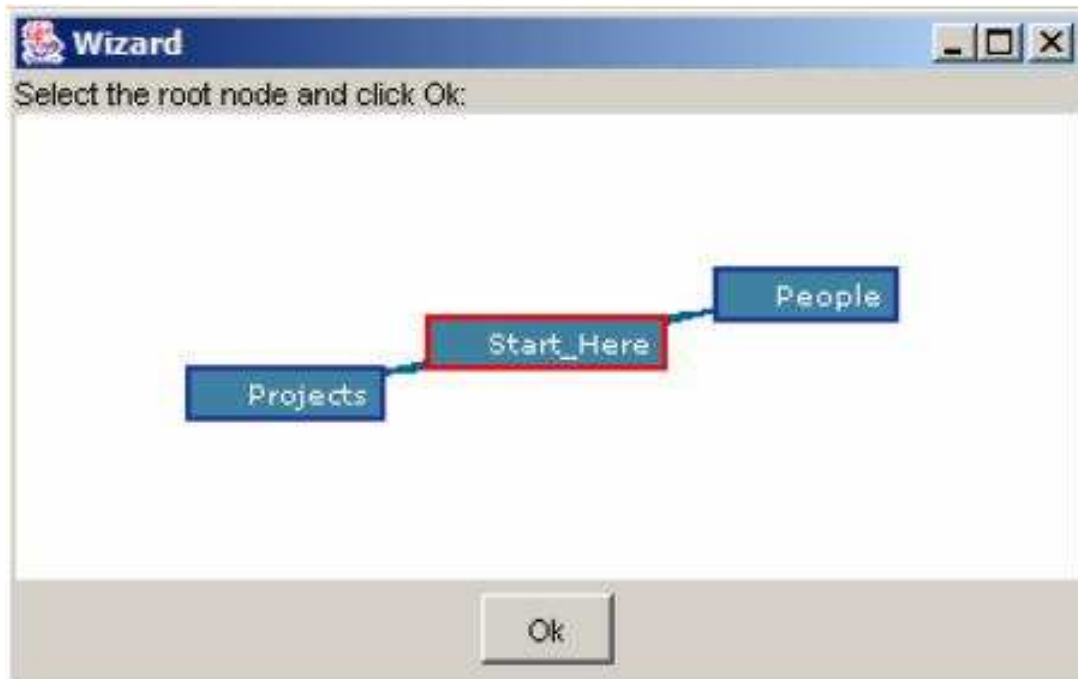 Wizard
Select the root node and click Ok:
People
Start_Here
Projects
Ok